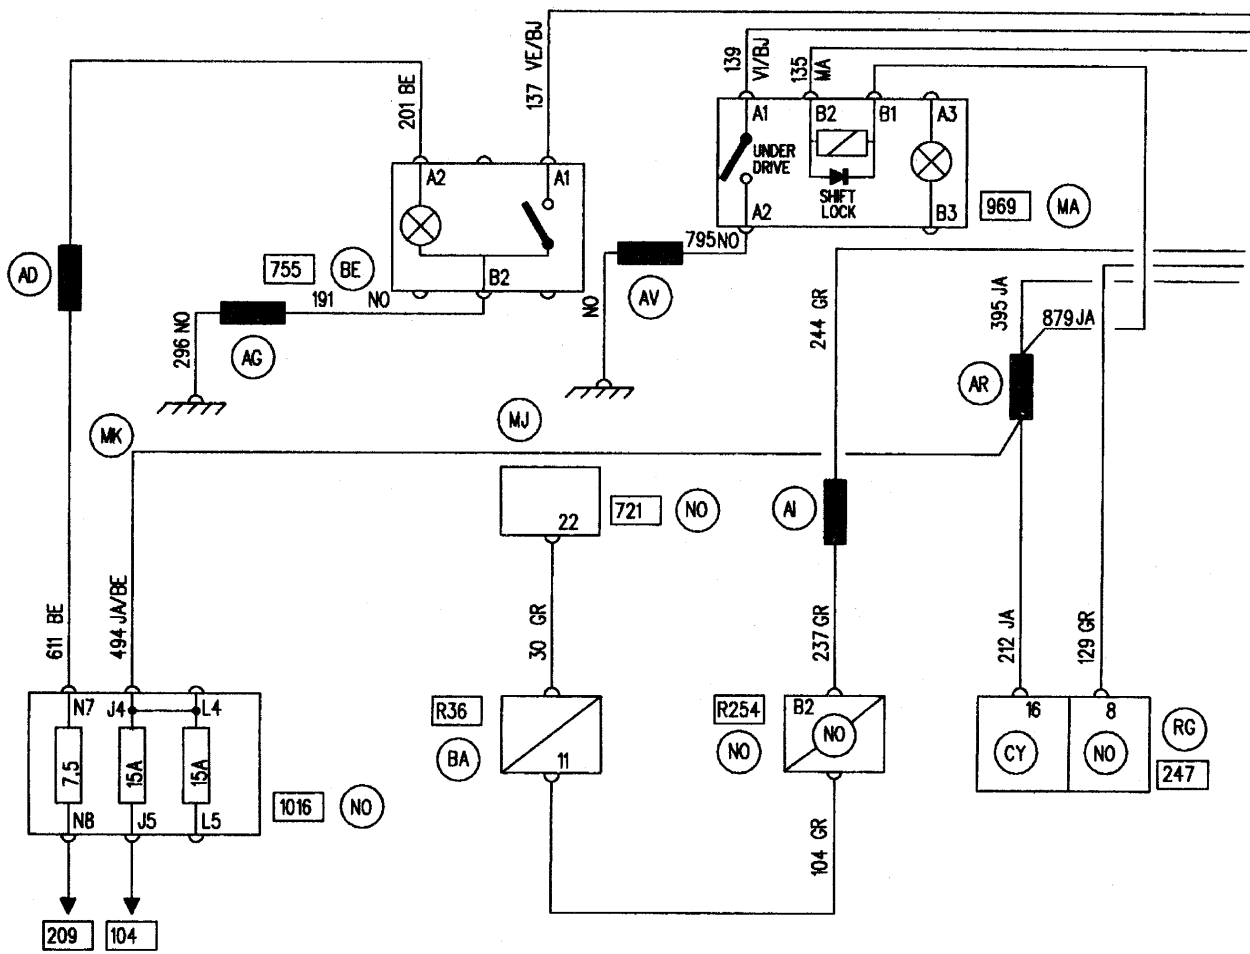 137 VE/BJ
139 VI/BJ
135 MA
201 BE
A2 A1
B2
755 BE
A1 B2 B1 A3
UNDER
DRIVE
SHIFT
LOCK
A2 B3
969 MA
795NO
AD
191 NO
AG
296 NO
NO
AV
244 GR
395 JA
879JA
AR
MK
MJ
22
721 NO
AI
611 BE
494 JA/BE
30 GR
237 GR
212 JA
129 GR
N7 J4 L4
7.5
15A
15A
N8 J5 L5
1016 NO
209
104
R36
BA
11
R254
NO
B2
NO
104 GR
16 8
CY NO
RG
247